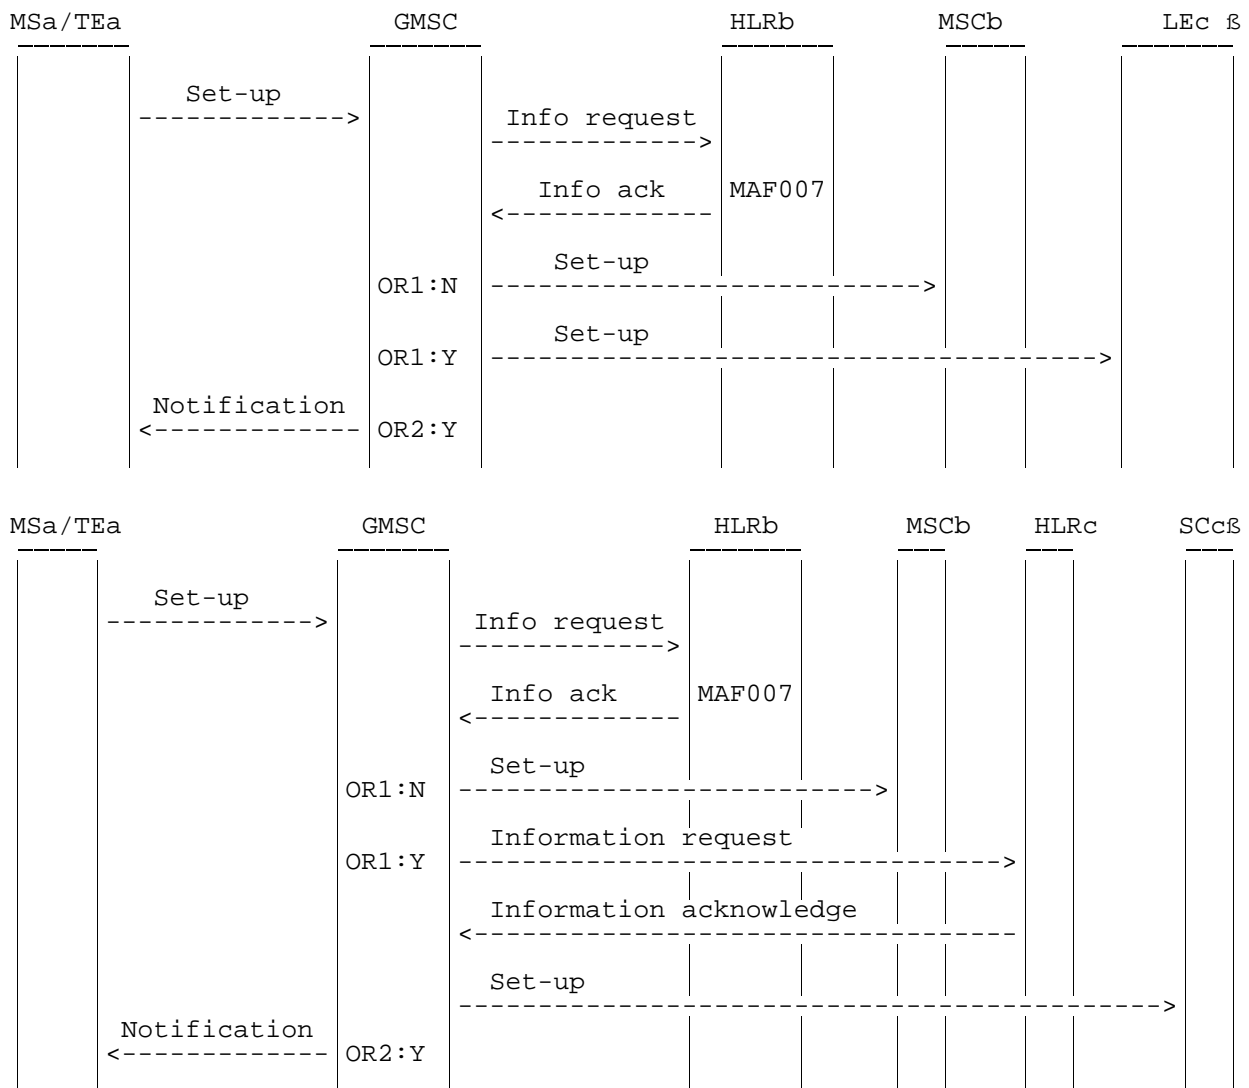 MSa/TEa GMSC HLRb MSCb LEc ß
Set-up
------------->
Info request
------------->
Info ack MAF007
<-------------
Set-up
OR1:N --------------------------->
Set-up
OR1:Y -------------------------------------->
Notification
<------------- OR2:Y
MSa/TEa GMSC HLRb MSCb HLRc SCcß
Set-up
------------->
Info request
------------->
Info ack MAF007
<-------------
Set-up
OR1:N -------------------------->
Information request
OR1:Y ---------------------------------->
Information acknowledge
<----------------------------------
Set-up
-------------------------------------------->
Notification
<------------- OR2:Y